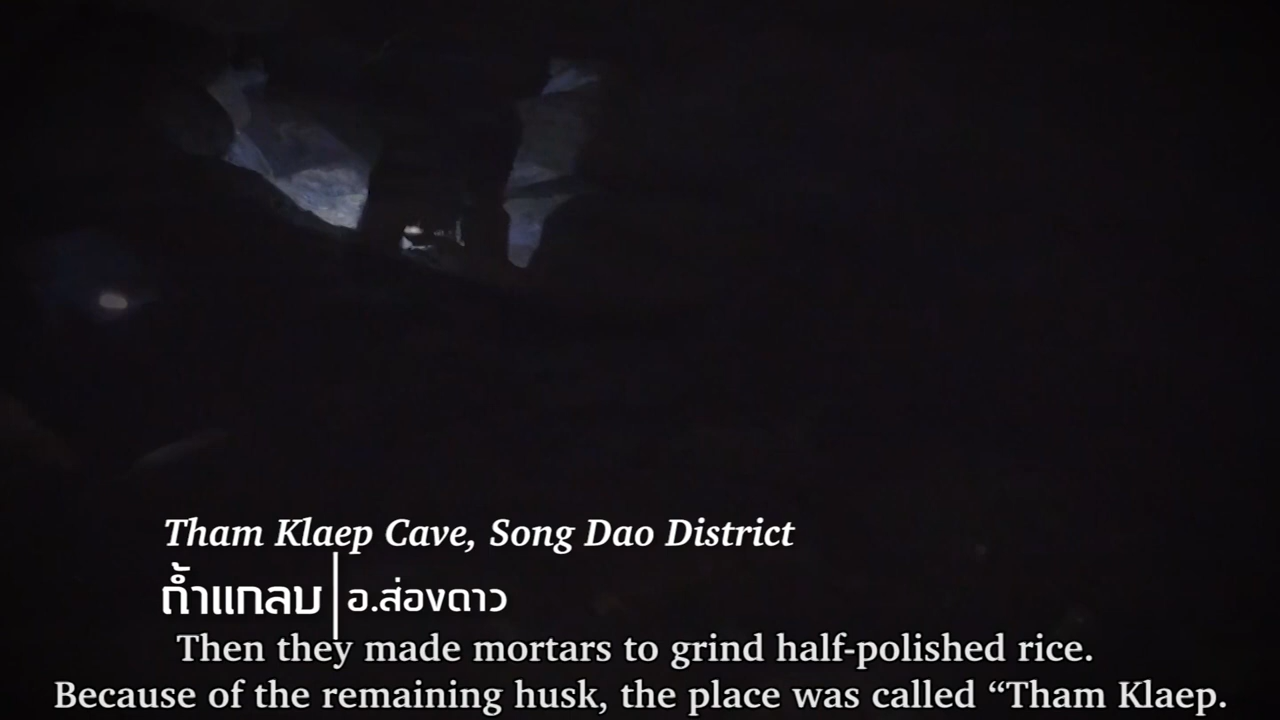 Tham Klaep Cave, Song Dao District
ถ้ำแกลบ อ.ส่องดาว
Then they made mortars to grind half-polished rice.
Because of the remaining husk, the place was called “Tham Klaep.